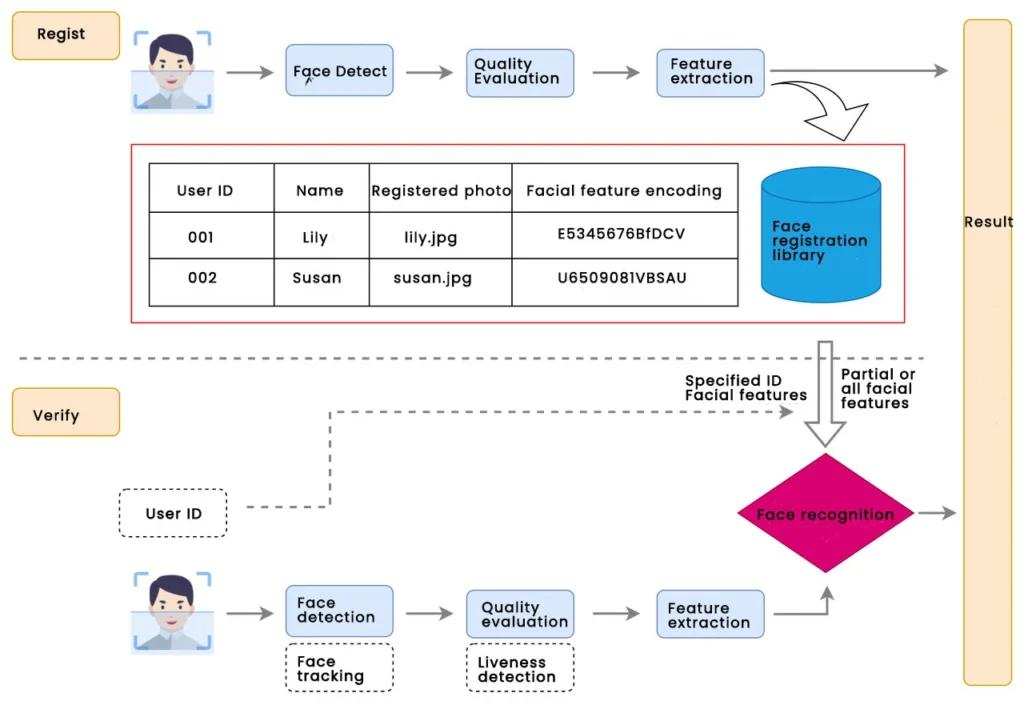 Regist
Face Detect
Quality
Evaluation
Feature
extraction
User ID
Name
Registered photo
Facial feature encoding
001
Lily
lily.jpg
E5345676BfDCV
002
Susan
susan.jpg
U6509081VBSAU
Face
registration
library
Result
Verify
Specified ID
Facial features
Partial or
all facial
features
User ID
Face recognition
Face
detection
Quality
evaluation
Feature
extraction
Face
tracking
Liveness
detection